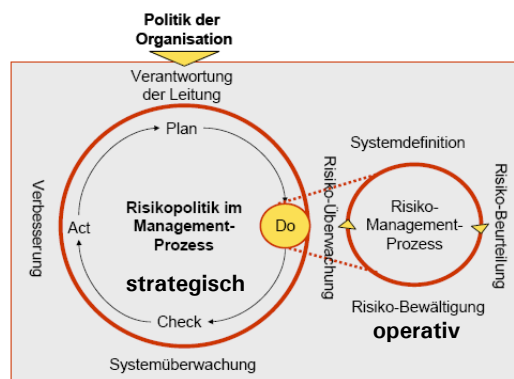 Politik der
Organisation
Verantwortung
der Leitung
Plan
Verbesserung
Act
Risikopolitik im
Management-
Prozess
Do
strategisch
Check
Systemüberwachung
Systemdefinition
Risiko-Überwachung
Risiko-
Management-
Prozess
Risiko-Beurteilung
Risiko-Bewältigung
operativ